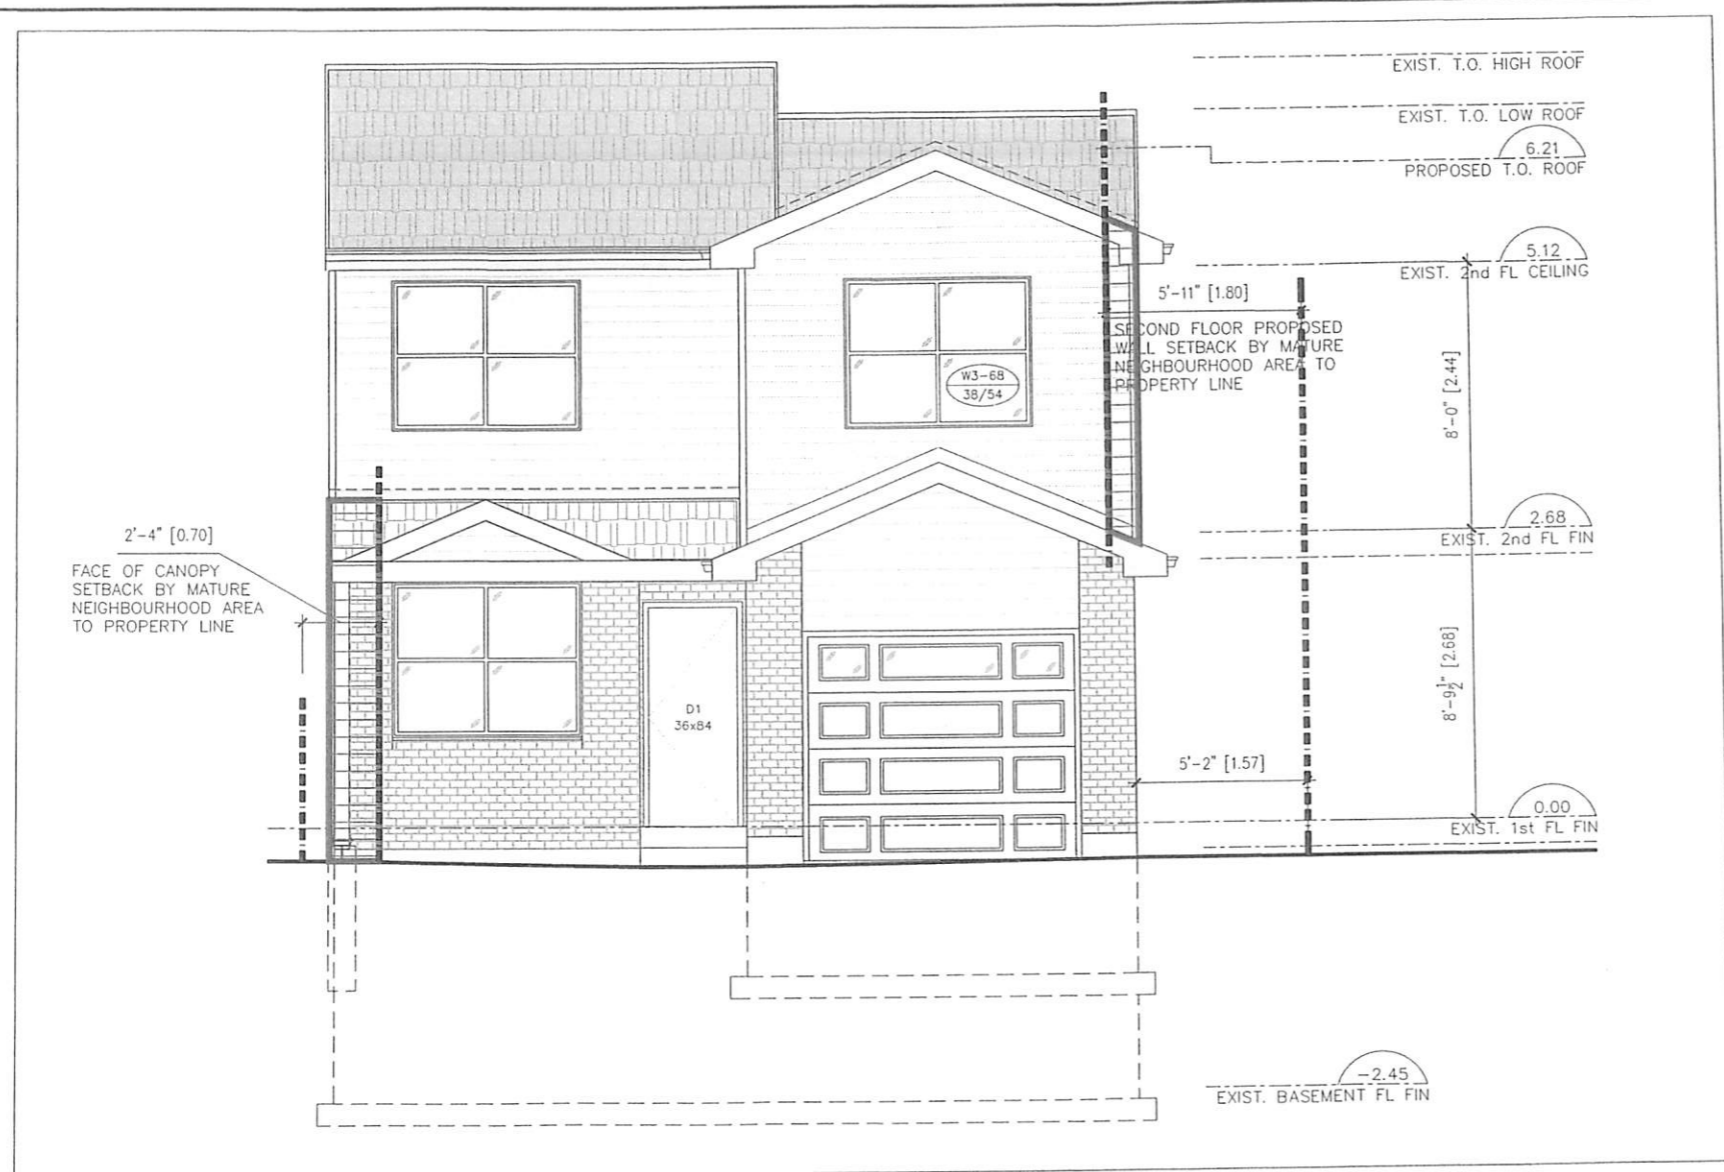 EXIST. T.O. HIGH ROOF
EXIST. T.O. LOW ROOF
6.21
PROPOSED T.O. ROOF
5.12
EXIST. 2nd FL CEILING
5'-11" [1.80]
SECOND FLOOR PROPOSED
WALL SETBACK BY MATURE
NEIGHBOURHOOD AREA TO
PROPERTY LINE
W3-68
38/54
8'-0" [2.44]
2.68
EXIST. 2nd FL FIN
2'-4" [0.70]
FACE OF CANOPY
SETBACK BY MATURE
NEIGHBOURHOOD AREA
TO PROPERTY LINE
8'-9½" [2.68]
D1
36x84
5'-2" [1.57]
0.00
EXIST. 1st FL FIN
-2.45
EXIST. BASEMENT FL FIN